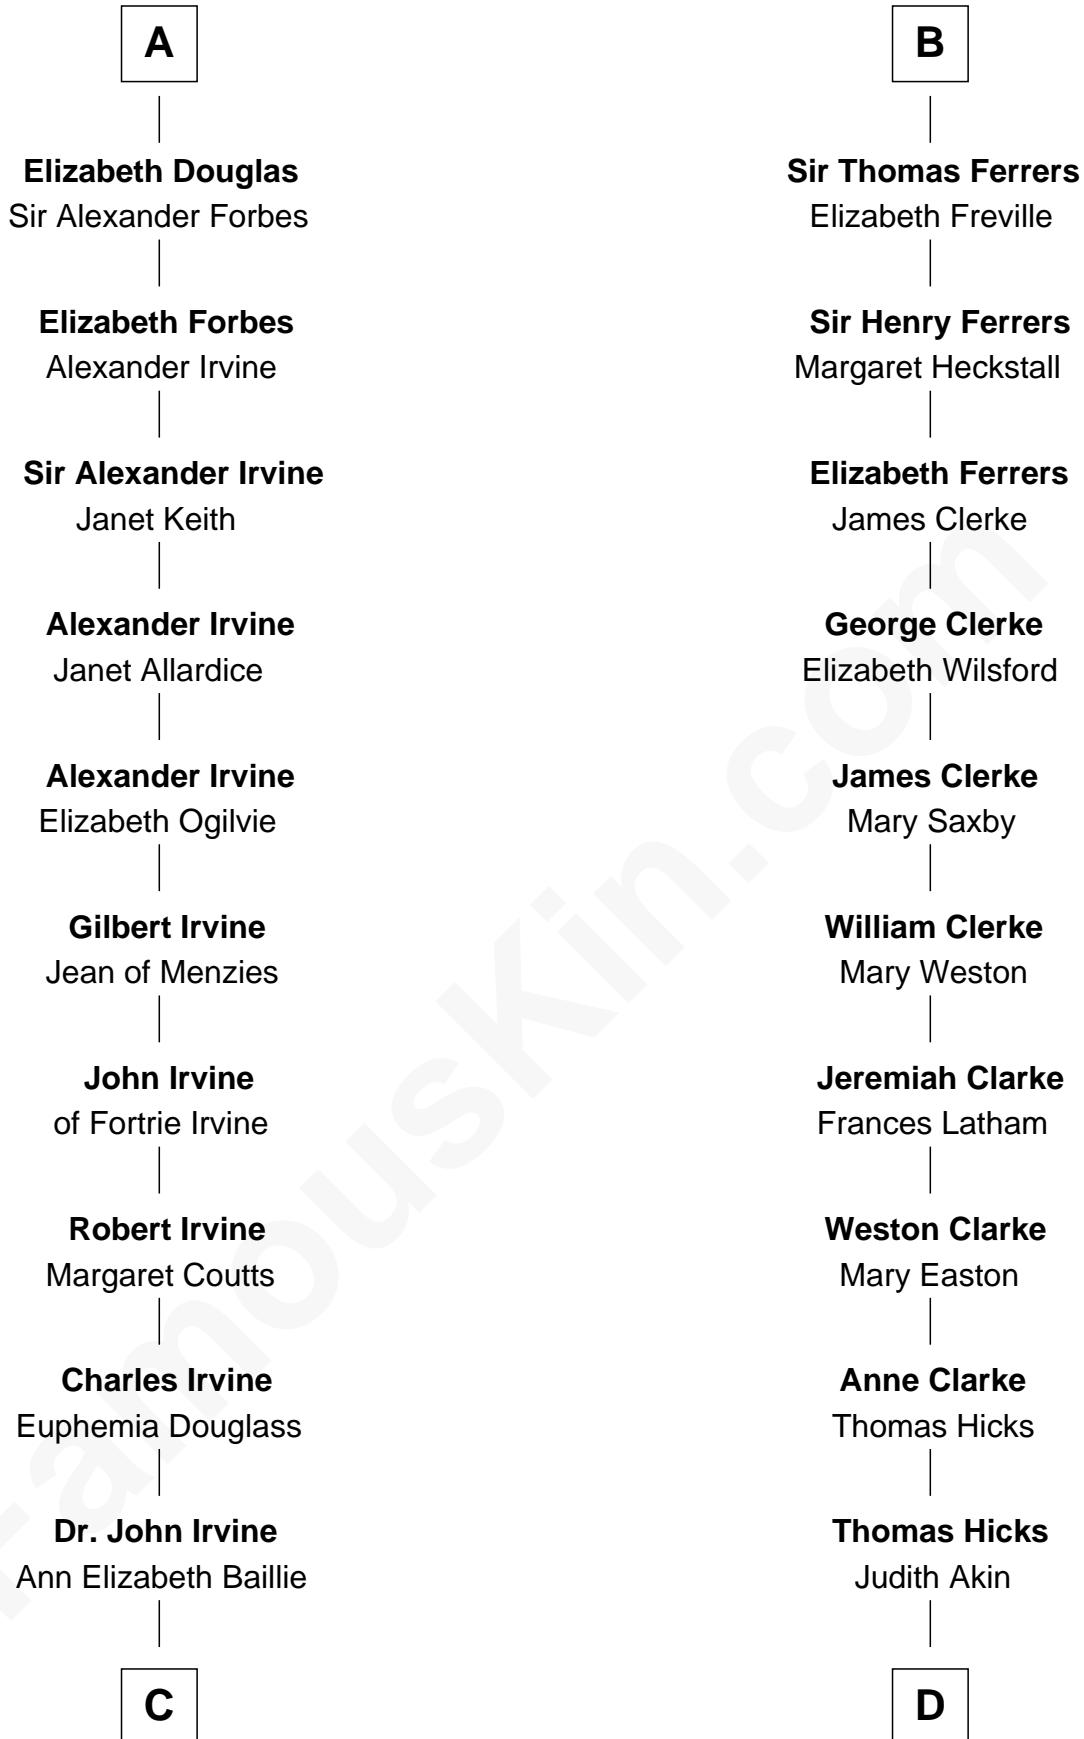 A
Elizabeth Douglas
Sir Alexander Forbes
Elizabeth Forbes
Alexander Irvine
Sir Alexander Irvine
Janet Keith
Alexander Irvine
Janet Allardice
Alexander Irvine
Elizabeth Ogilvie
Gilbert Irvine
Jean of Menzies
John Irvine
of Fortrie Irvine
Robert Irvine
Margaret Coutts
Charles Irvine
Euphemia Douglass
Dr. John Irvine
Ann Elizabeth Baillie
C
B
Sir Thomas Ferrers
Elizabeth Freville
Sir Henry Ferrers
Margaret Heckstall
Elizabeth Ferrers
James Clerke
George Clerke
Elizabeth Wilsford
James Clerke
Mary Saxby
William Clerke
Mary Weston
Jeremiah Clarke
Frances Latham
Weston Clarke
Mary Easton
Anne Clarke
Thomas Hicks
Thomas Hicks
Judith Akin
D
FamousKin.com